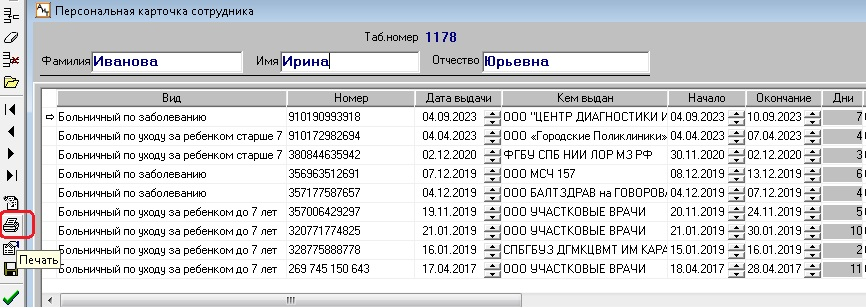 Персональная карточка сотрудника
Таб.номер 1178
Фамилия Иванова Имя Ирина Отчество Юрьевна
Вид Номер Дата выдачи Кем выдан Начало Окончание Дни
Больничный по заболеванию 910190993918 04.09.2023 ООО "ЦЕНТР ДИАГНОСТИКИ И 04.09.2023 10.09.2023 7
Больничный по уходу за ребенком старше 7 910172982694 04.04.2023 ООО «Городские Поликлиники» 04.04.2023 07.04.2023 4
Больничный по уходу за ребенком старше 7 380844635942 02.12.2020 ФГБУ СПБ НИИ ЛОР МЗ РФ 30.11.2020 02.12.2020 3
Больничный по заболеванию 356963512691 07.12.2019 ООО МСЧ 157 08.12.2019 13.12.2019 6
Больничный по заболеванию 357177587657 04.12.2019 ООО БАЛТЗДРАВ на ГОВОРОВА 04.12.2019 07.12.2019 4
Больничный по уходу за ребенком до 7 лет 357006429297 19.11.2019 ООО УЧАСТКОВЫЕ ВРАЧИ 20.11.2019 24.11.2019 5
Больничный по уходу за ребенком до 7 лет 320771774825 21.01.2019 ООО УЧАСТКОВЫЕ ВРАЧИ 21.01.2019 30.01.2019 10
Больничный по уходу за ребенком до 7 лет 328775888778 16.01.2019 СПБГБУЗ ДГМКЦВМТ ИМ КАРА 15.01.2019 16.01.2019 2
Больничный по уходу за ребенком до 7 лет 269 745 150 643 17.04.2017 ООО УЧАСТКОВЫЕ ВРАЧИ 18.04.2017 28.04.2017 11
Печать